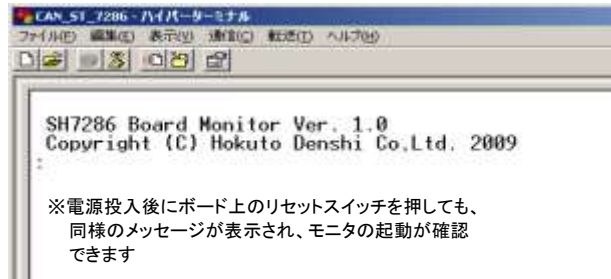 CAN_ST_7286 - ハイパーターミナル
ファイル(F) 編集(E) 表示(V) 通信(C) 転送(T) ヘルプ(H)
SH7286 Board Monitor Ver. 1.0
Copyright (C) Hokuto Denshi Co,Ltd. 2009
:
※電源投入後にボード上のリセットスイッチを押しても、
同様のメッセージが表示され、モニタの起動が確認
できます